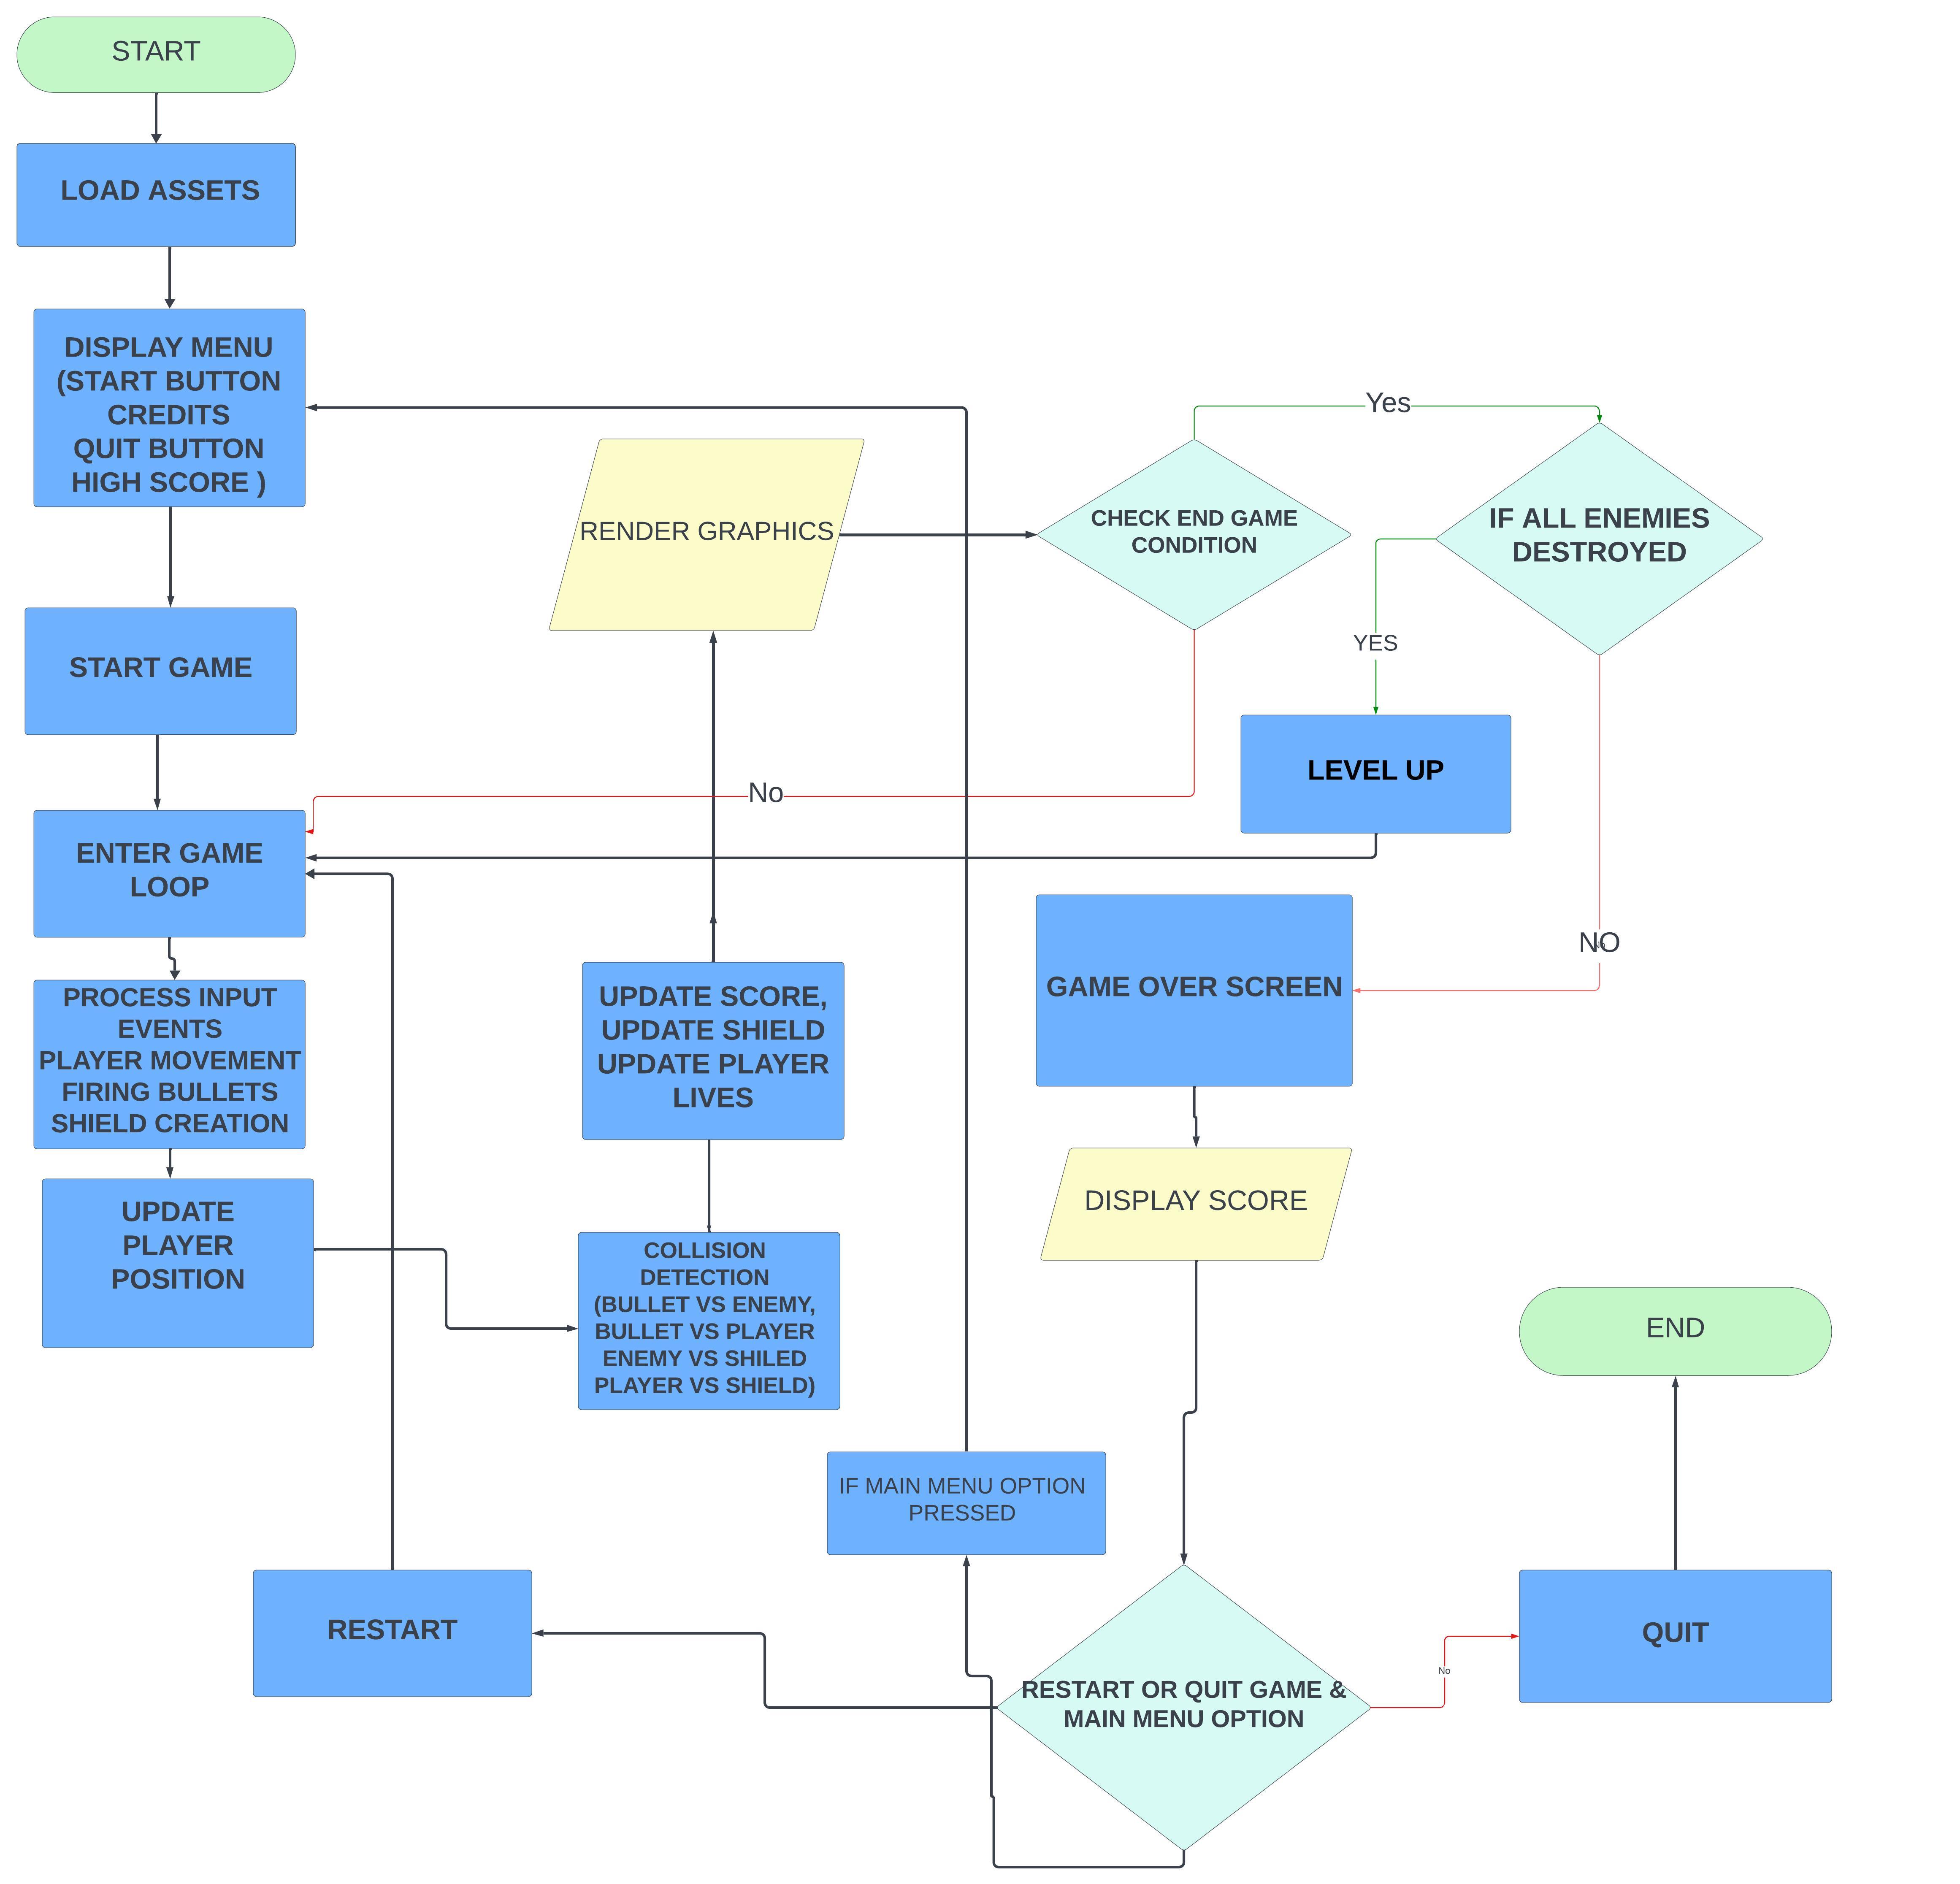 START
LOAD ASSETS
DISPLAY MENU
(START BUTTON
CREDITS
QUIT BUTTON
HIGH SCORE )
START GAME
ENTER GAME
LOOP
PROCESS INPUT
EVENTS
PLAYER MOVEMENT
FIRING BULLETS
SHIELD CREATION
UPDATE
PLAYER
POSITION
COLLISION
DETECTION
(BULLET VS ENEMY,
BULLET VS PLAYER
ENEMY VS SHILED
PLAYER VS SHIELD)
UPDATE SCORE,
UPDATE SHIELD
UPDATE PLAYER
LIVES
RENDER GRAPHICS
CHECK END GAME
CONDITION
Yes
No
IF ALL ENEMIES
DESTROYED
YES
LEVEL UP
NO
No
GAME OVER SCREEN
DISPLAY SCORE
RESTART OR QUIT GAME &
MAIN MENU OPTION
IF MAIN MENU OPTION
PRESSED
RESTART
No
QUIT
END